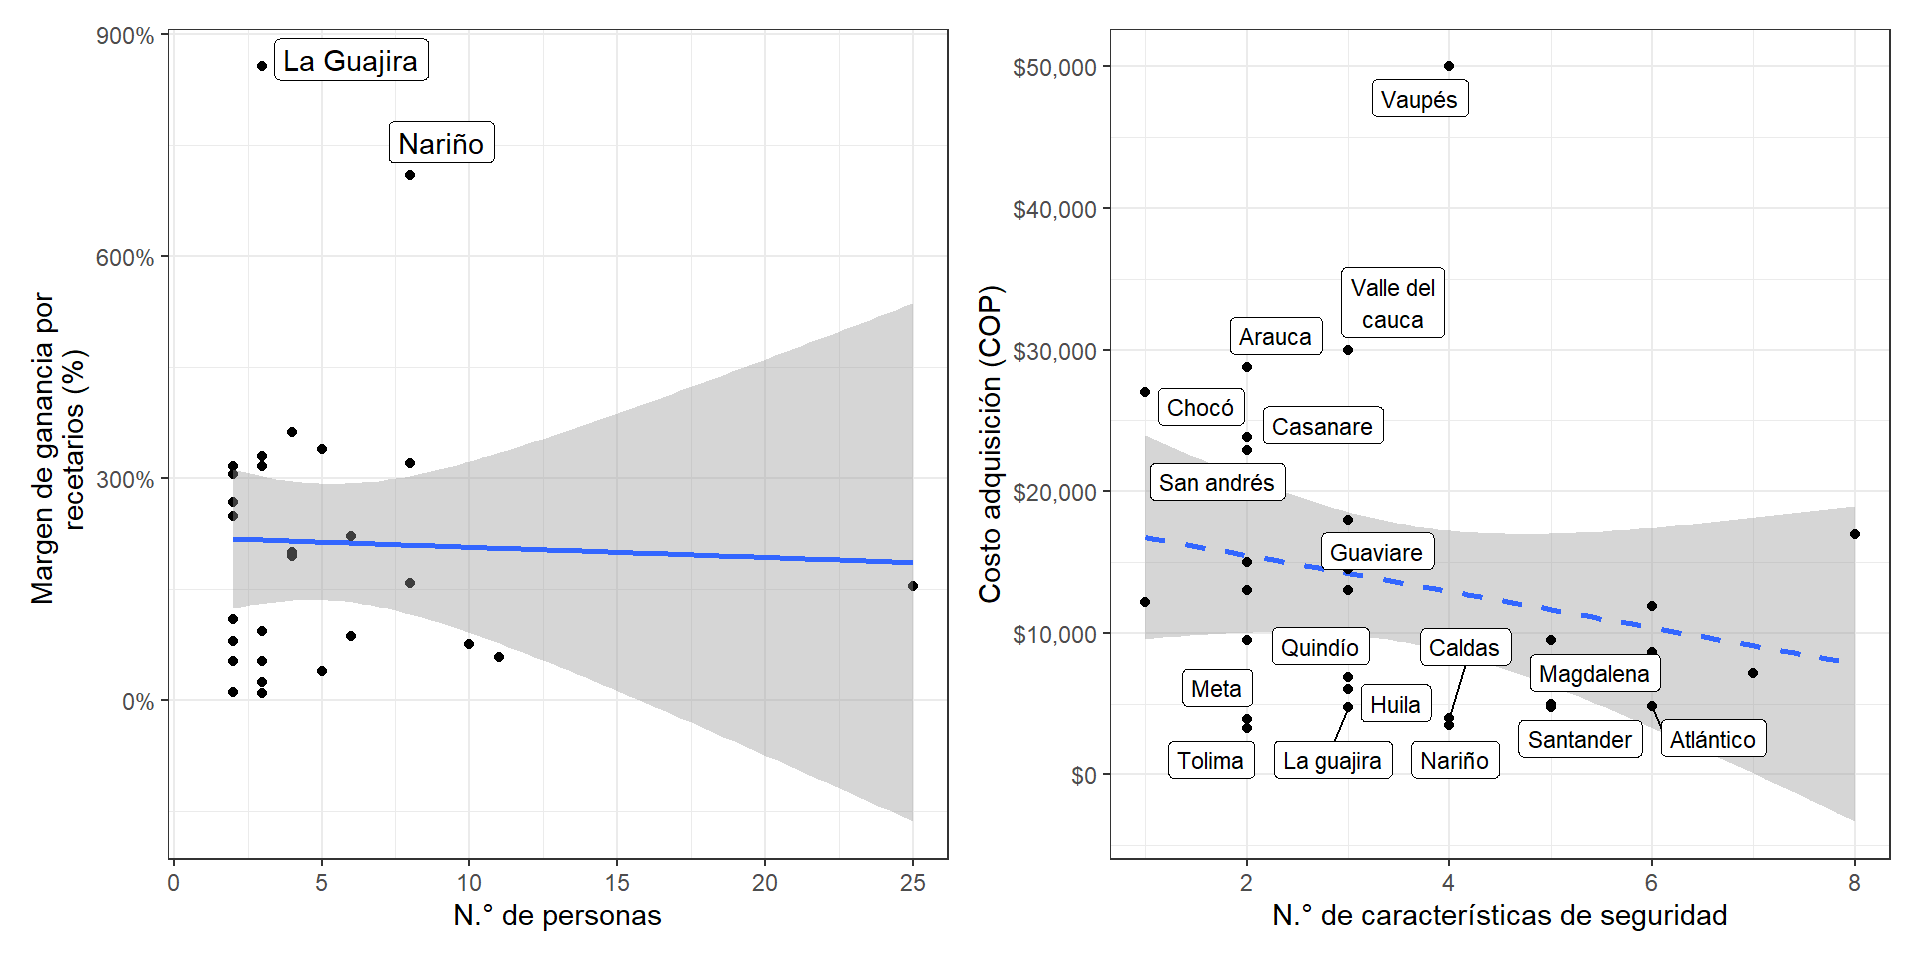 900%
600%
300%
0%
Margen de ganancia por
recetarios (%)
La Guajira
Nariño
0
5
10
15
20
25
N.° de personas
$50,000
$40,000
$30,000
$20,000
$10,000
$0
Costo adquisición (COP)
Vaupés
Valle del
cauca
Arauca
Chocó
Casanare
San andrés
Guaviare
Quindío
Caldas
Magdalena
Meta
Huila
Santander
Atlántico
Tolima
La guajira
Nariño
2
4
6
8
N.° de características de seguridad